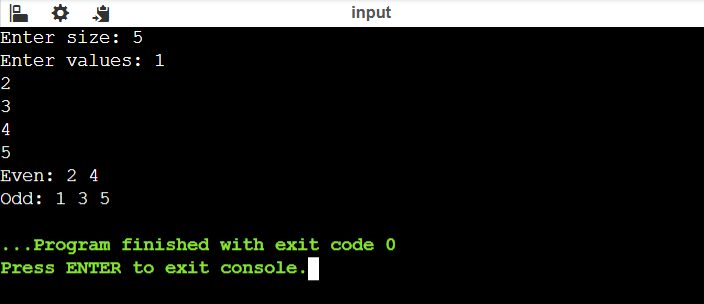 input
Enter size: 5
Enter values: 1
2
3
4
5
Even: 2 4
Odd: 1 3 5
...Program finished with exit code 0
Press ENTER to exit console.